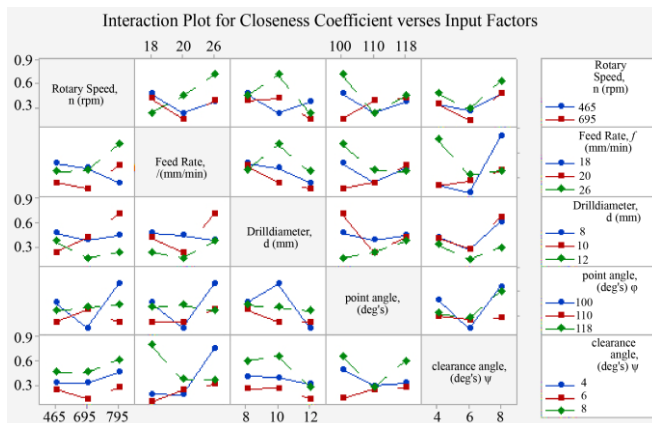 Interaction Plot for Closeness Coefficient verses Input Factors
18 20 26 100 110 118
0.9
0.6
0.3
Rotary Speed,
n (rpm)
Rotary
Speed,
n (rpm)
465
695
Feed Rate,
/(mm/min)
Feed Rate, f
(mm/min)
18
20
26
0.9
0.6
0.3
Drilldiameter,
d (mm)
Drilldiameter,
d (mm)
8
10
12
point angle,
(deg's)
point angle,
(deg's) φ
100
110
118
0.9
0.6
0.3
clearance angle,
(deg's) ψ
clearance
angle,
(deg's) ψ
4
6
8
465 695 795 8 10 12 4 6 8